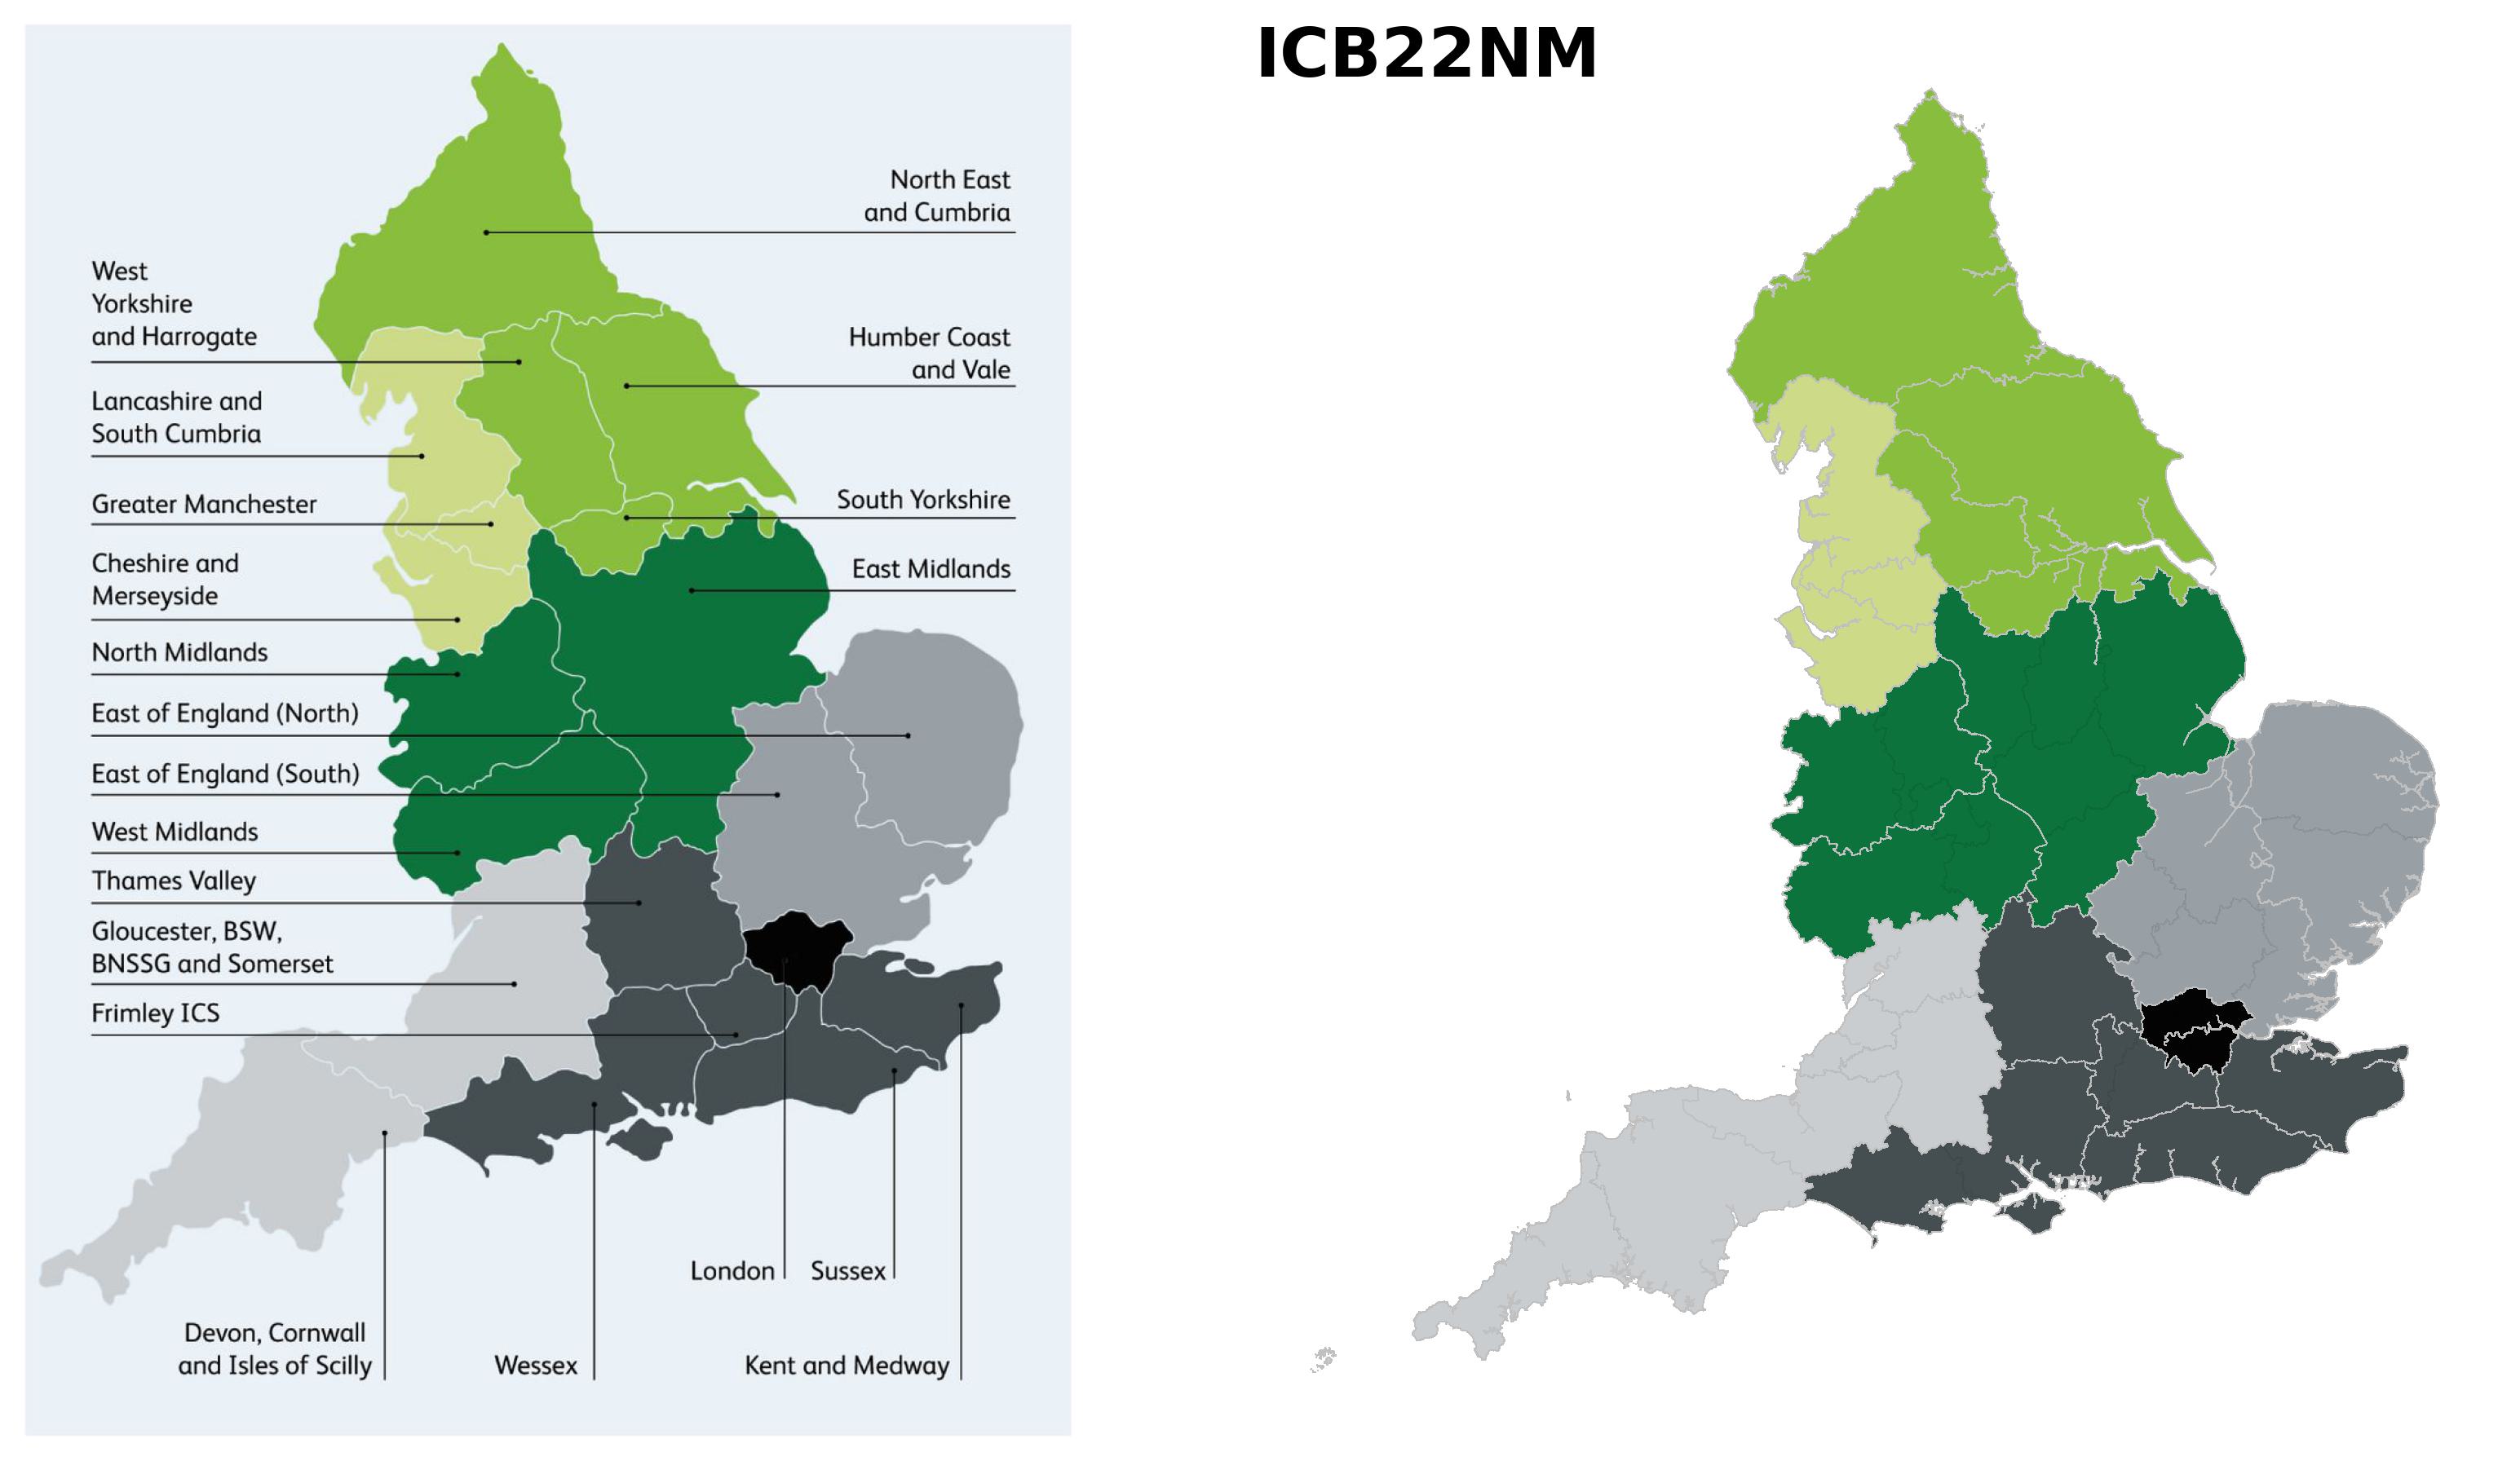 ICB22NM
North East
and Cumbria
West
Yorkshire
and Harrogate
Humber Coast
and Vale
Lancashire and
South Cumbria
Greater Manchester
South Yorkshire
Cheshire and
Merseyside
East Midlands
North Midlands
East of England (North)
East of England (South)
West Midlands
Thames Valley
Gloucester, BSW,
BNSSG and Somerset
Frimley ICS
London
Sussex
Devon, Cornwall
and Isles of Scilly
Wessex
Kent and Medway